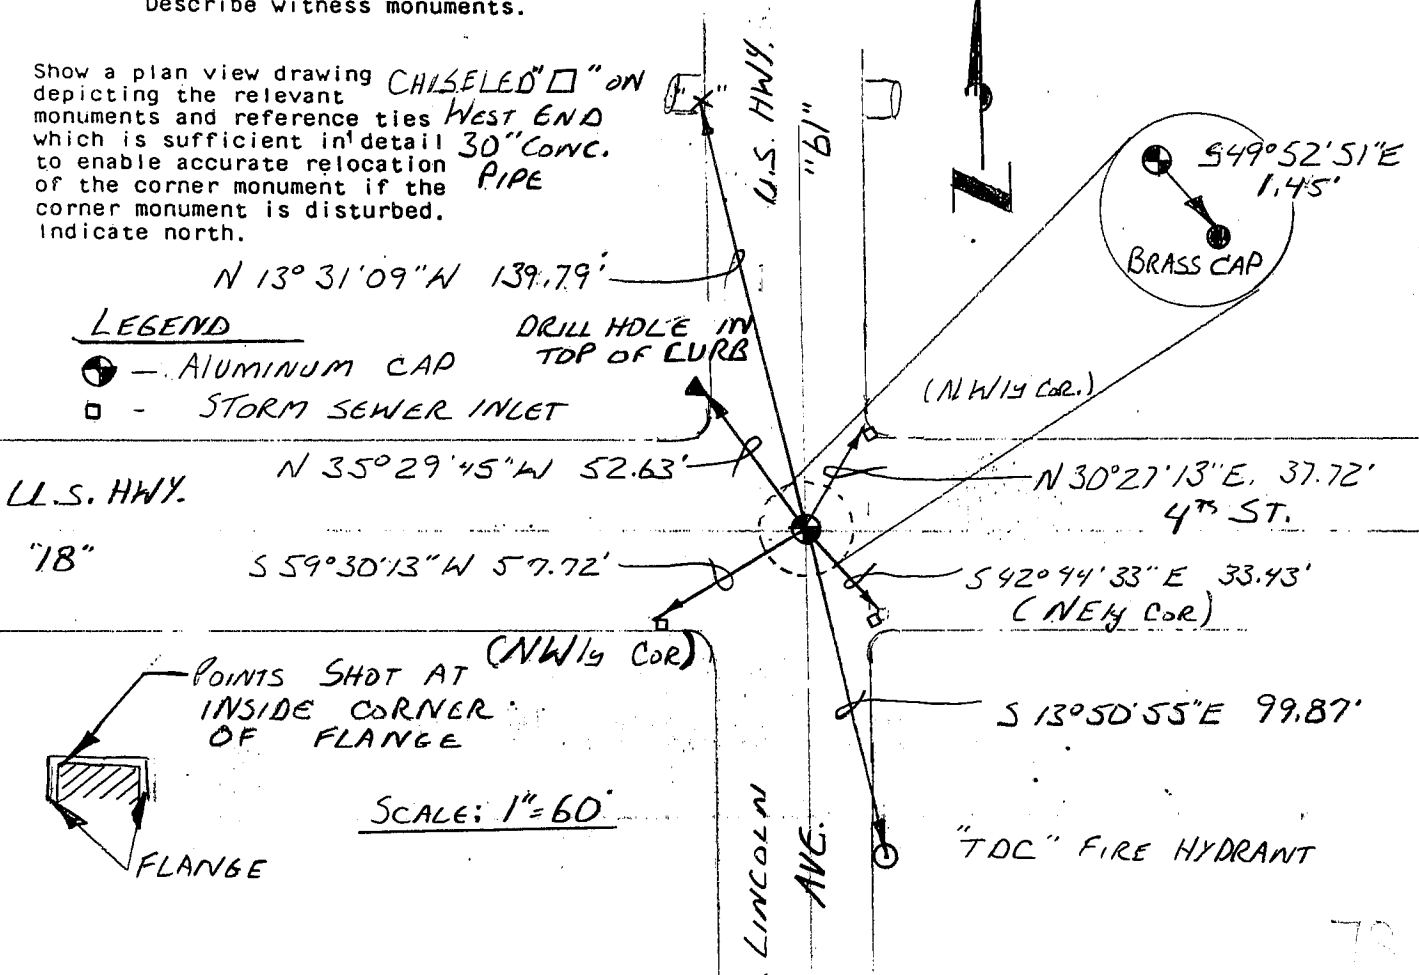 Describe witness monuments.
Show a plan view drawing
depicting the relevant
monuments and reference ties
which is sufficient in detail
to enable accurate relocation
of the corner monument if the
corner monument is disturbed.
Indicate north.
CHISELED "□" ON
WEST END
30" CONC.
PIPE
"X"
U.S. HWY.
"61"
N
S49°52'51"E
1.45'
BRASS CAP
N 13°31'09"W 139.79'
LEGEND
- ALUMINUM CAP
- STORM SEWER INLET
DRILL HOLE IN
TOP OF CURB
(NWly COR.)
N 35°29'45"W 52.63'
N 30°27'13"E. 37.72'
4TH ST.
U.S. HWY.
"18"
S 59°30'13"W 57.72'
S 42°44'33"E 33.43'
(NEly COR)
(NWly COR)
POINTS SHOT AT
INSIDE CORNER
OF FLANGE
S 13°50'55"E 99.87'
SCALE: 1"=60'
FLANGE
LINCOLN
AVE.
"TDC" FIRE HYDRANT